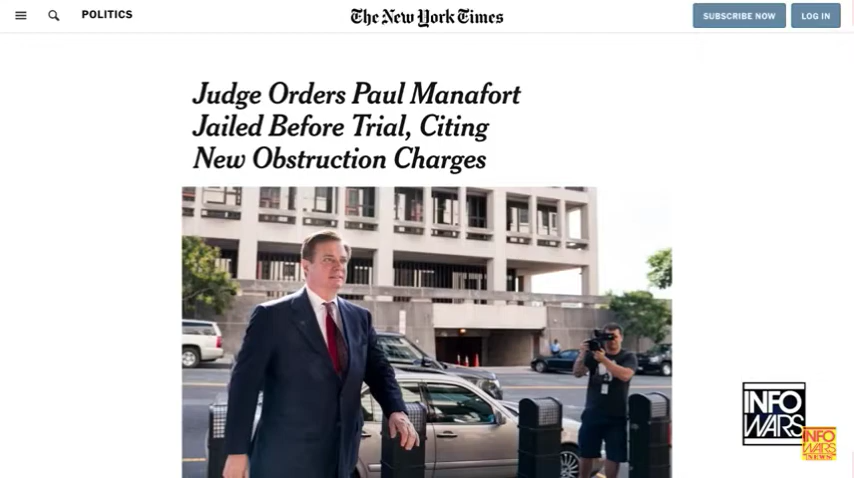 POLITICS
The New York Times
SUBSCRIBE NOW
LOG IN
Judge Orders Paul Manafort
Jailed Before Trial, Citing
New Obstruction Charges
INFO
WARS
INFO
WARS
NEWS